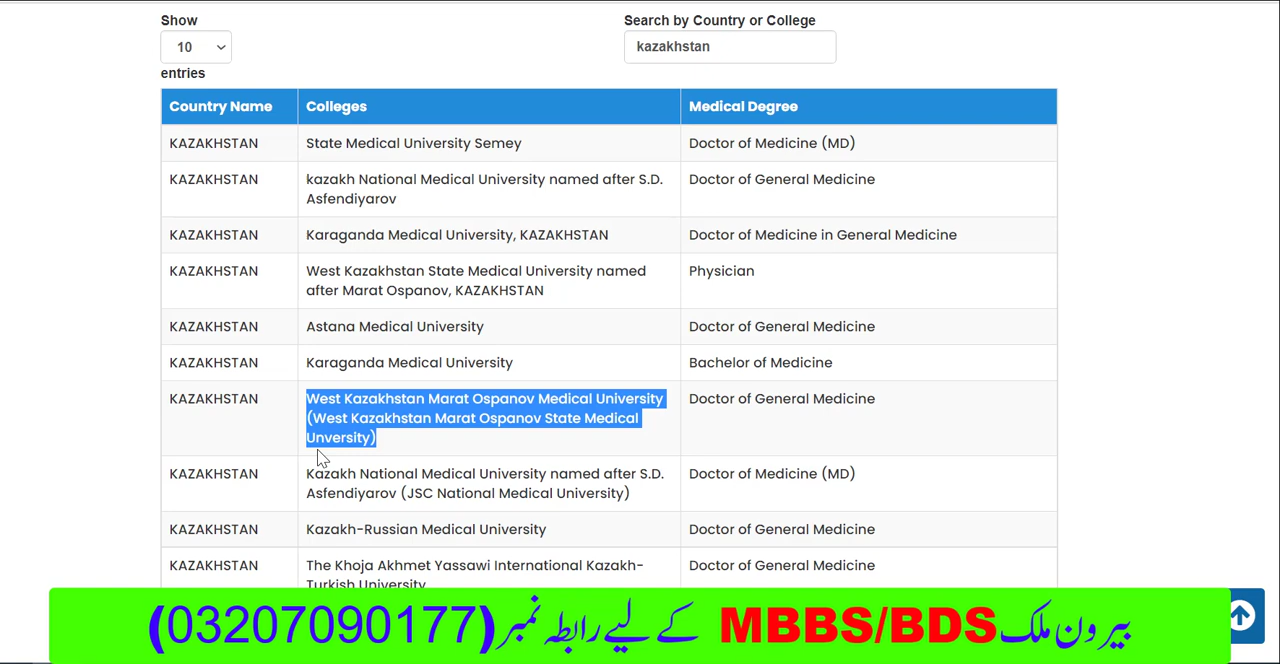 Show
Search by Country or College
10
kazakhstan
entries
Country Name Colleges Medical Degree
KAZAKHSTAN State Medical University Semey Doctor of Medicine (MD)
KAZAKHSTAN kazakh National Medical University named after S.D. Doctor of General Medicine
Asfendiyarov
KAZAKHSTAN Karaganda Medical University, KAZAKHSTAN Doctor of Medicine in General Medicine
KAZAKHSTAN West Kazakhstan State Medical University named Physician
after Marat Ospanov, KAZAKHSTAN
KAZAKHSTAN Astana Medical University Doctor of General Medicine
KAZAKHSTAN Karaganda Medical University Bachelor of Medicine
KAZAKHSTAN West Kazakhstan Marat Ospanov Medical University Doctor of General Medicine
(West Kazakhstan Marat Ospanov State Medical
Unversity)
KAZAKHSTAN Kazakh National Medical University named after S.D. Doctor of Medicine (MD)
Asfendiyarov (JSC National Medical University)
KAZAKHSTAN Kazakh-Russian Medical University Doctor of General Medicine
KAZAKHSTAN The Khoja Akhmet Yassawi International Kazakh- Doctor of General Medicine
Turkish University
بیرون ملک MBBS/BDS کے لیے رابطہ نمبر (03207090177)